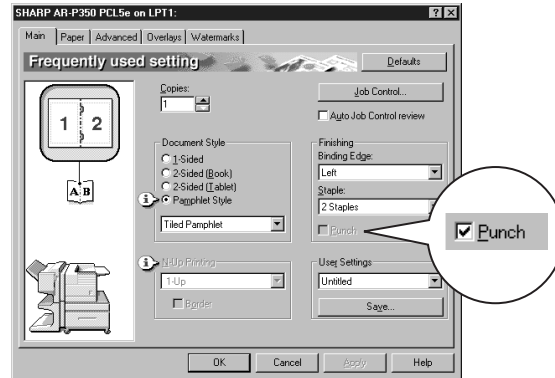 SHARP AR-P350 PCL5e on LPT1:
Main Paper Advanced Overlays Watermarks
Frequently used setting
Defaults
1 2
A B
Copies:
1
Job Control...
Auto Job Control review
Document Style
1-Sided
2-Sided (Book)
2-Sided (Tablet)
Pamphlet Style
Tiled Pamphlet
Finishing
Binding Edge:
Left
Staple:
2 Staples
Punch
Punch
N-Up Printing
1-Up
Border
User Settings
Untitled
Save...
OK Cancel Apply Help